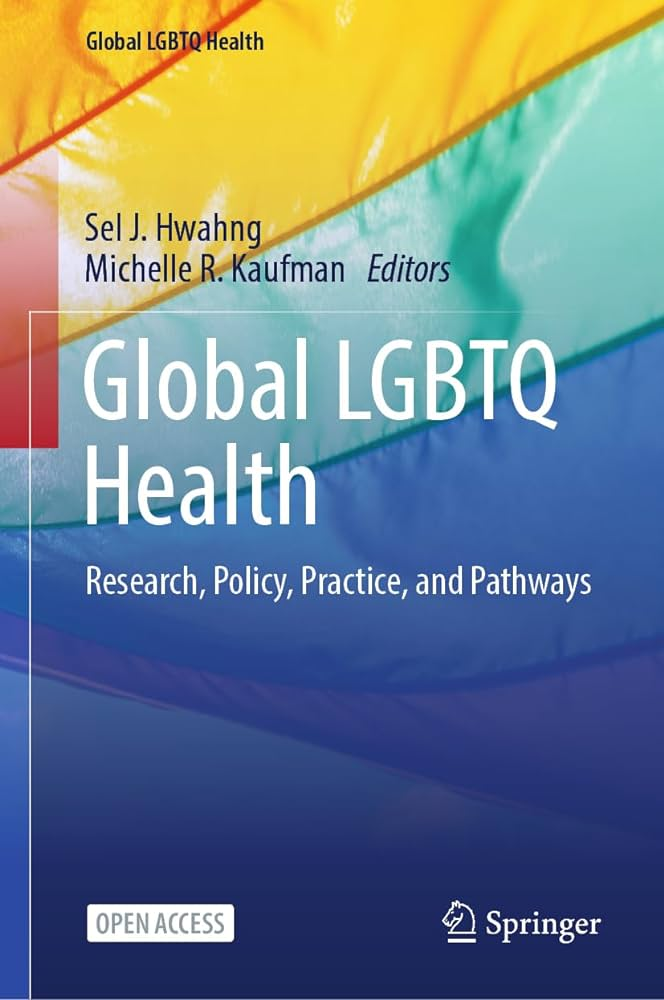 Global LGBTQ Health
Sel J. Hwahng
Michelle R. Kaufman Editors
Global LGBTQ
Health
Research, Policy, Practice, and Pathways
OPEN ACCESS
Springer